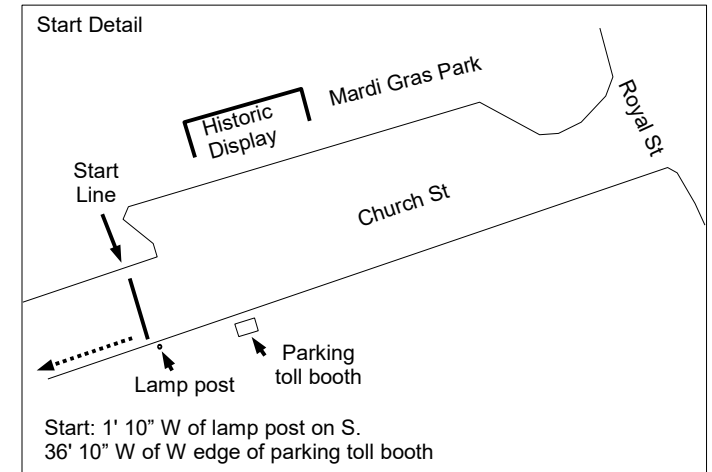 Start Detail
Mardi Gras Park
Historic
Display
Royal St
Start
Line
Church St
Parking
toll booth
Lamp post
Start: 1' 10” W of lamp post on S.
36' 10” W of W edge of parking toll booth